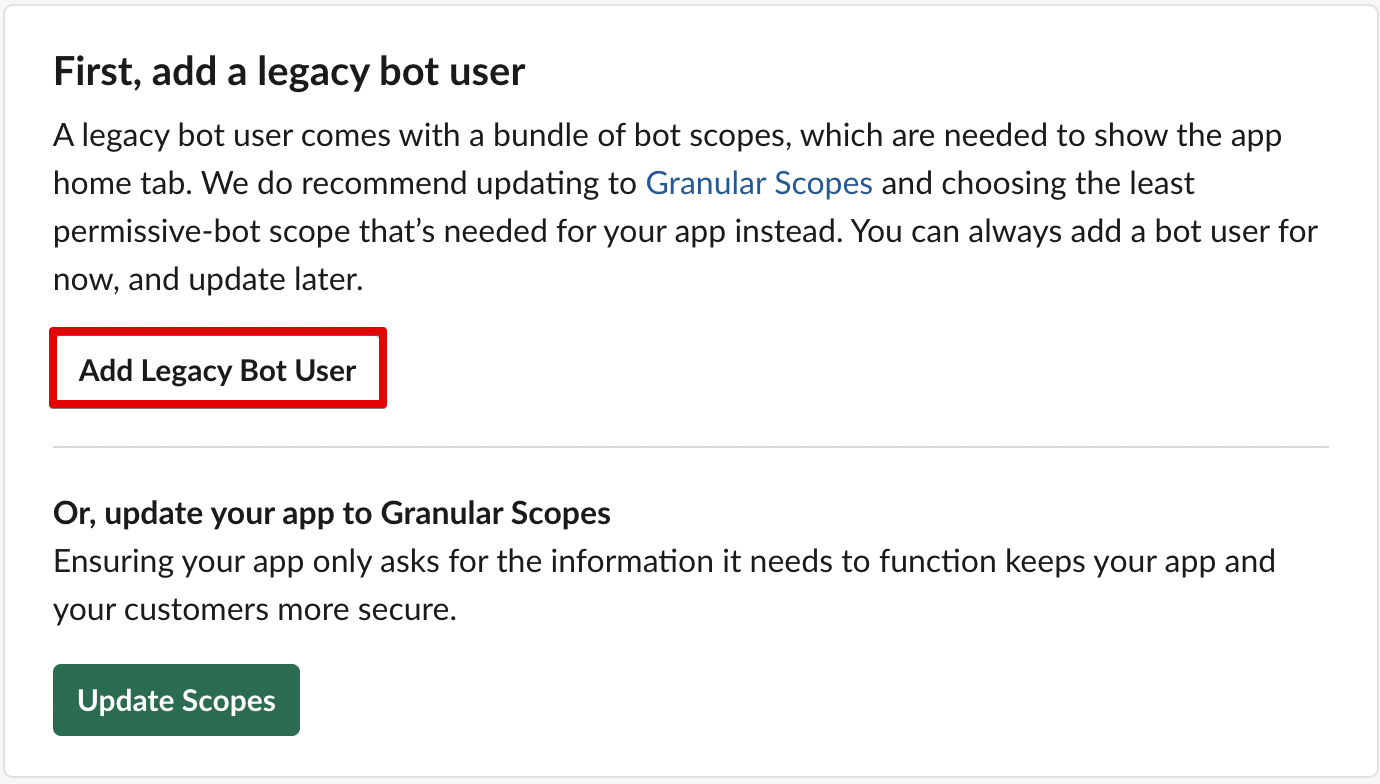 First, add a legacy bot user
A legacy bot user comes with a bundle of bot scopes, which are needed to show the app
home tab. We do recommend updating to Granular Scopes and choosing the least
permissive-bot scope that’s needed for your app instead. You can always add a bot user for
now, and update later.
Add Legacy Bot User
Or, update your app to Granular Scopes
Ensuring your app only asks for the information it needs to function keeps your app and
your customers more secure.
Update Scopes